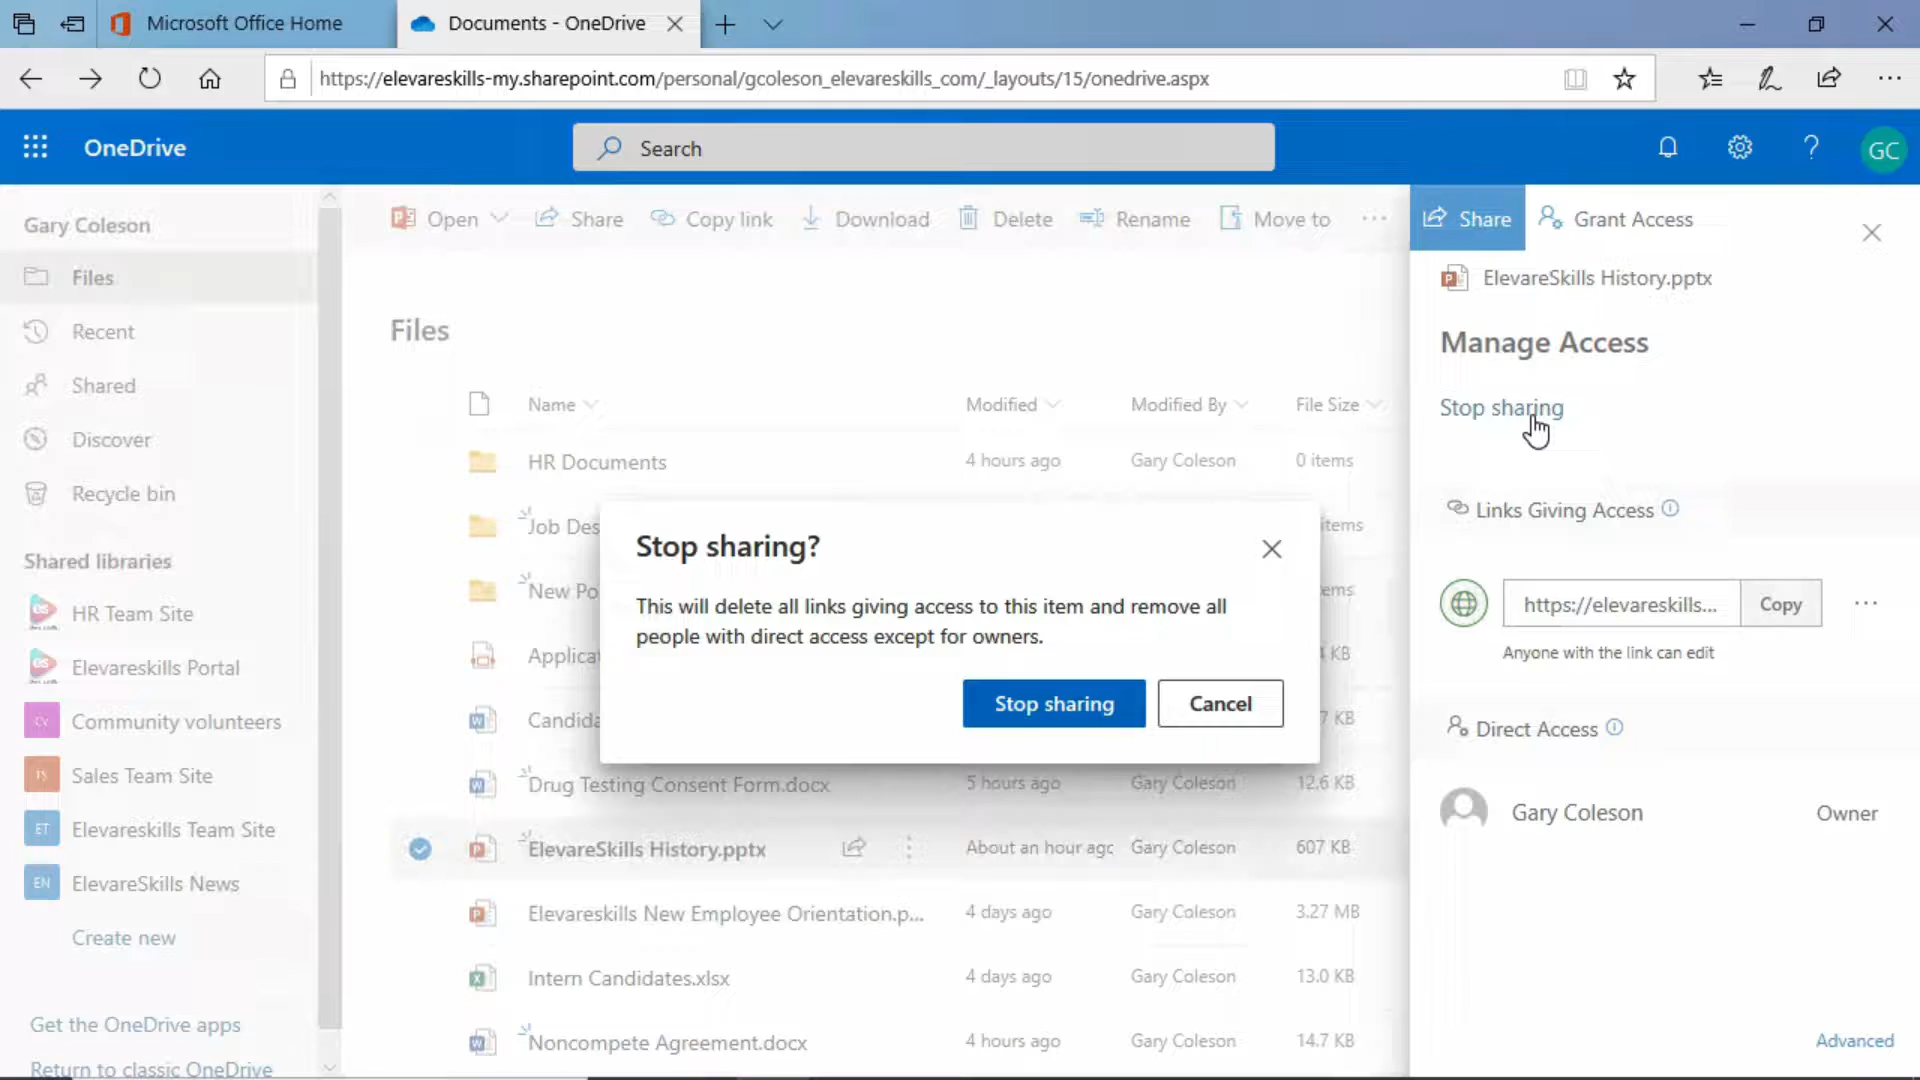 Microsoft Office Home
Documents - OneDrive
https://elevareskills-my.sharepoint.com/personal/gcoleson_elevareskills_com/_layouts/15/onedrive.aspx
OneDrive
Search
GC
Gary Coleson
Files
Recent
Shared
Discover
Recycle bin
Shared libraries
HR Team Site
Elevareskills Portal
CV Community volunteers
TS Sales Team Site
ET Elevareskills Team Site
EN ElevareSkills News
Create new
Get the OneDrive apps
Return to classic OneDrive
Open Share Copy link Download Delete Rename Move to
Files
Name Modified Modified By File Size
HR Documents 4 hours ago Gary Coleson 0 items
Job Des items
New Po ems
Applica KB
Candida 7 KB
Drug Testing Consent Form.docx 5 hours ago Gary Coleson 12.6 KB
ElevareSkills History.pptx About an hour ago Gary Coleson 607 KB
Elevareskills New Employee Orientation.p... 4 days ago Gary Coleson 3.27 MB
Intern Candidates.xlsx 4 days ago Gary Coleson 13.0 KB
Noncompete Agreement.docx 4 hours ago Gary Coleson 14.7 KB
Stop sharing?
This will delete all links giving access to this item and remove all
people with direct access except for owners.
Stop sharing Cancel
Share Grant Access
ElevareSkills History.pptx
Manage Access
Stop sharing
Links Giving Access
https://elevareskills... Copy
Anyone with the link can edit
Direct Access
Gary Coleson Owner
Advanced